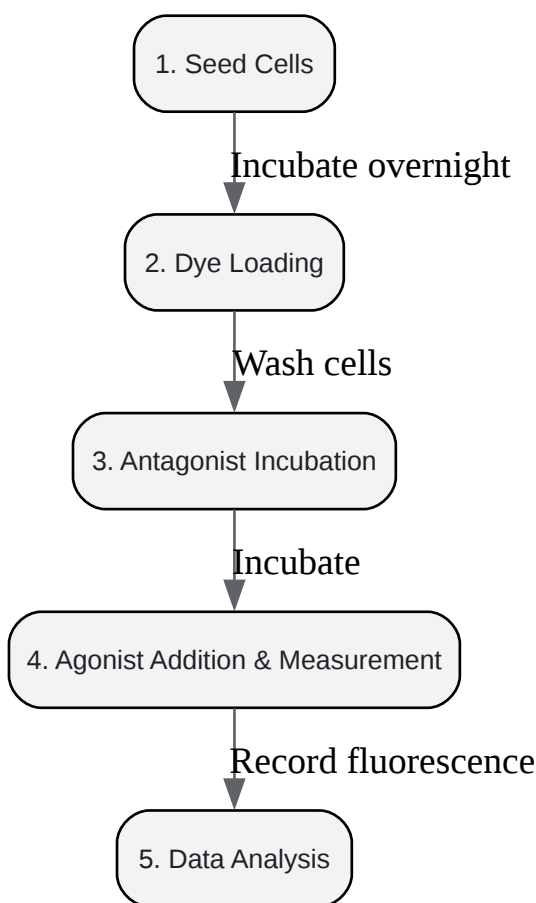 1. Seed Cells
Incubate overnight
2. Dye Loading
Wash cells
3. Antagonist Incubation
Incubate
4. Agonist Addition & Measurement
Record fluorescence
5. Data Analysis